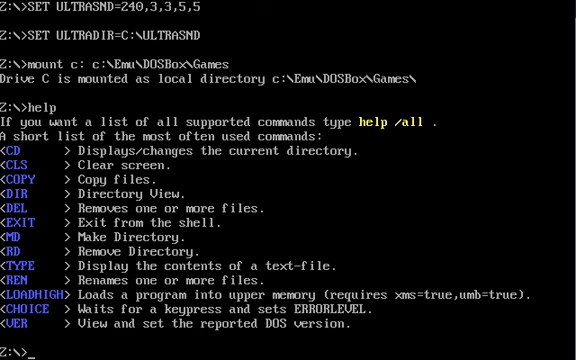 Z:\>SET ULTRASND=240,3,3,5,5
Z:\>SET ULTRADIR=C:\ULTRASND
Z:\>mount c: c:\Emu\DOSBox\Games
Drive C is mounted as local directory c:\Emu\DOSBox\Games\
Z:\>help
If you want a list of all supported commands type help /all .
A short list of the most often used commands:
<CD      > Displays/changes the current directory.
<CLS     > Clear screen.
<COPY    > Copy files.
<DIR     > Directory View.
<DEL     > Removes one or more files.
<EXIT    > Exit from the shell.
<MD      > Make Directory.
<RD      > Remove Directory.
<TYPE    > Display the contents of a text-file.
<REN     > Renames one or more files.
<LOADHIGH> Loads a program into upper memory (requires xms=true,umb=true).
<CHOICE  > Waits for a keypress and sets ERRORLEVEL.
<VER     > View and set the reported DOS version.
Z:\>_